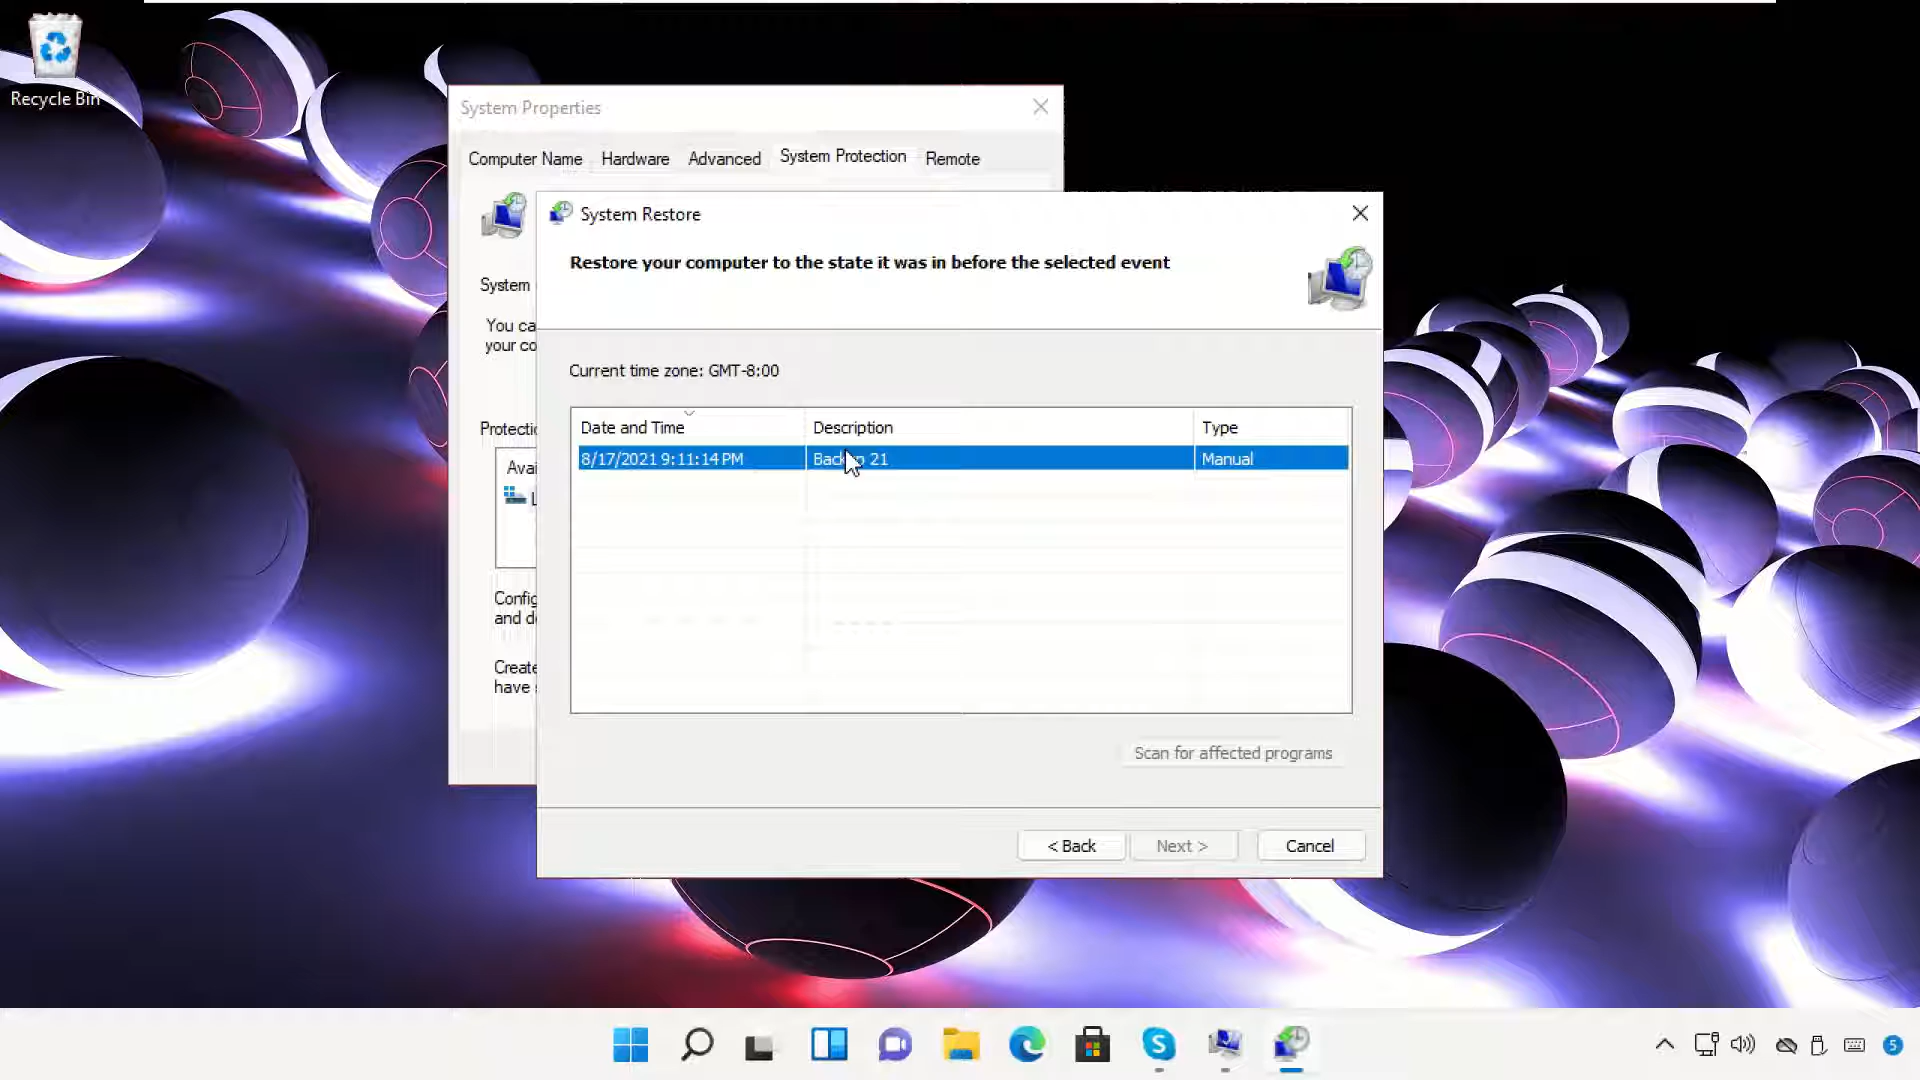 Recycle Bin
System Properties
Computer Name Hardware Advanced System Protection Remote
System Restore
Restore your computer to the state it was in before the selected event
System
You ca
your co
Current time zone: GMT-8:00
Date and Time Description Type
8/17/2021 9:11:14 PM 21 Manual
Protectio
Avai
L
Config
and de
Create
have
Scan for affected programs
< Back Next > Cancel
S
5